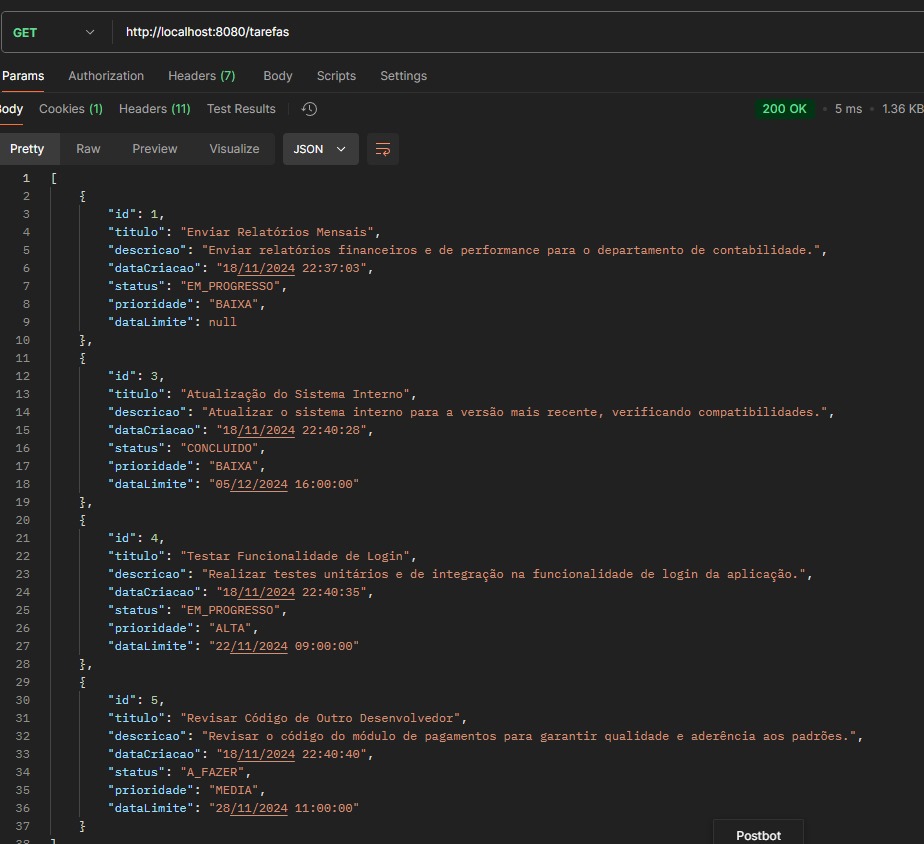 GET http://localhost:8080/tarefas
Params Authorization Headers (7) Body Scripts Settings
Body Cookies (1) Headers (11) Test Results 200 OK • 5 ms • 1.36 KB
Pretty Raw Preview Visualize JSON
1 [
2 {
3 "id": 1,
4 "titulo": "Enviar Relatórios Mensais",
5 "descricao": "Enviar relatórios financeiros e de performance para o departamento de contabilidade.",
6 "dataCriacao": "18/11/2024 22:37:03",
7 "status": "EM_PROGRESSO",
8 "prioridade": "BAIXA",
9 "dataLimite": null
10 },
11 {
12 "id": 3,
13 "titulo": "Atualização do Sistema Interno",
14 "descricao": "Atualizar o sistema interno para a versão mais recente, verificando compatibilidades.",
15 "dataCriacao": "18/11/2024 22:40:28",
16 "status": "CONCLUIDO",
17 "prioridade": "BAIXA",
18 "dataLimite": "05/12/2024 16:00:00"
19 },
20 {
21 "id": 4,
22 "titulo": "Testar Funcionalidade de Login",
23 "descricao": "Realizar testes unitários e de integração na funcionalidade de login da aplicação.",
24 "dataCriacao": "18/11/2024 22:40:35",
25 "status": "EM_PROGRESSO",
26 "prioridade": "ALTA",
27 "dataLimite": "22/11/2024 09:00:00"
28 },
29 {
30 "id": 5,
31 "titulo": "Revisar Código de Outro Desenvolvedor",
32 "descricao": "Revisar o código do módulo de pagamentos para garantir qualidade e aderência aos padrões.",
33 "dataCriacao": "18/11/2024 22:40:40",
34 "status": "A_FAZER",
35 "prioridade": "MEDIA",
36 "dataLimite": "28/11/2024 11:00:00"
37 }
38 ]
Postbot